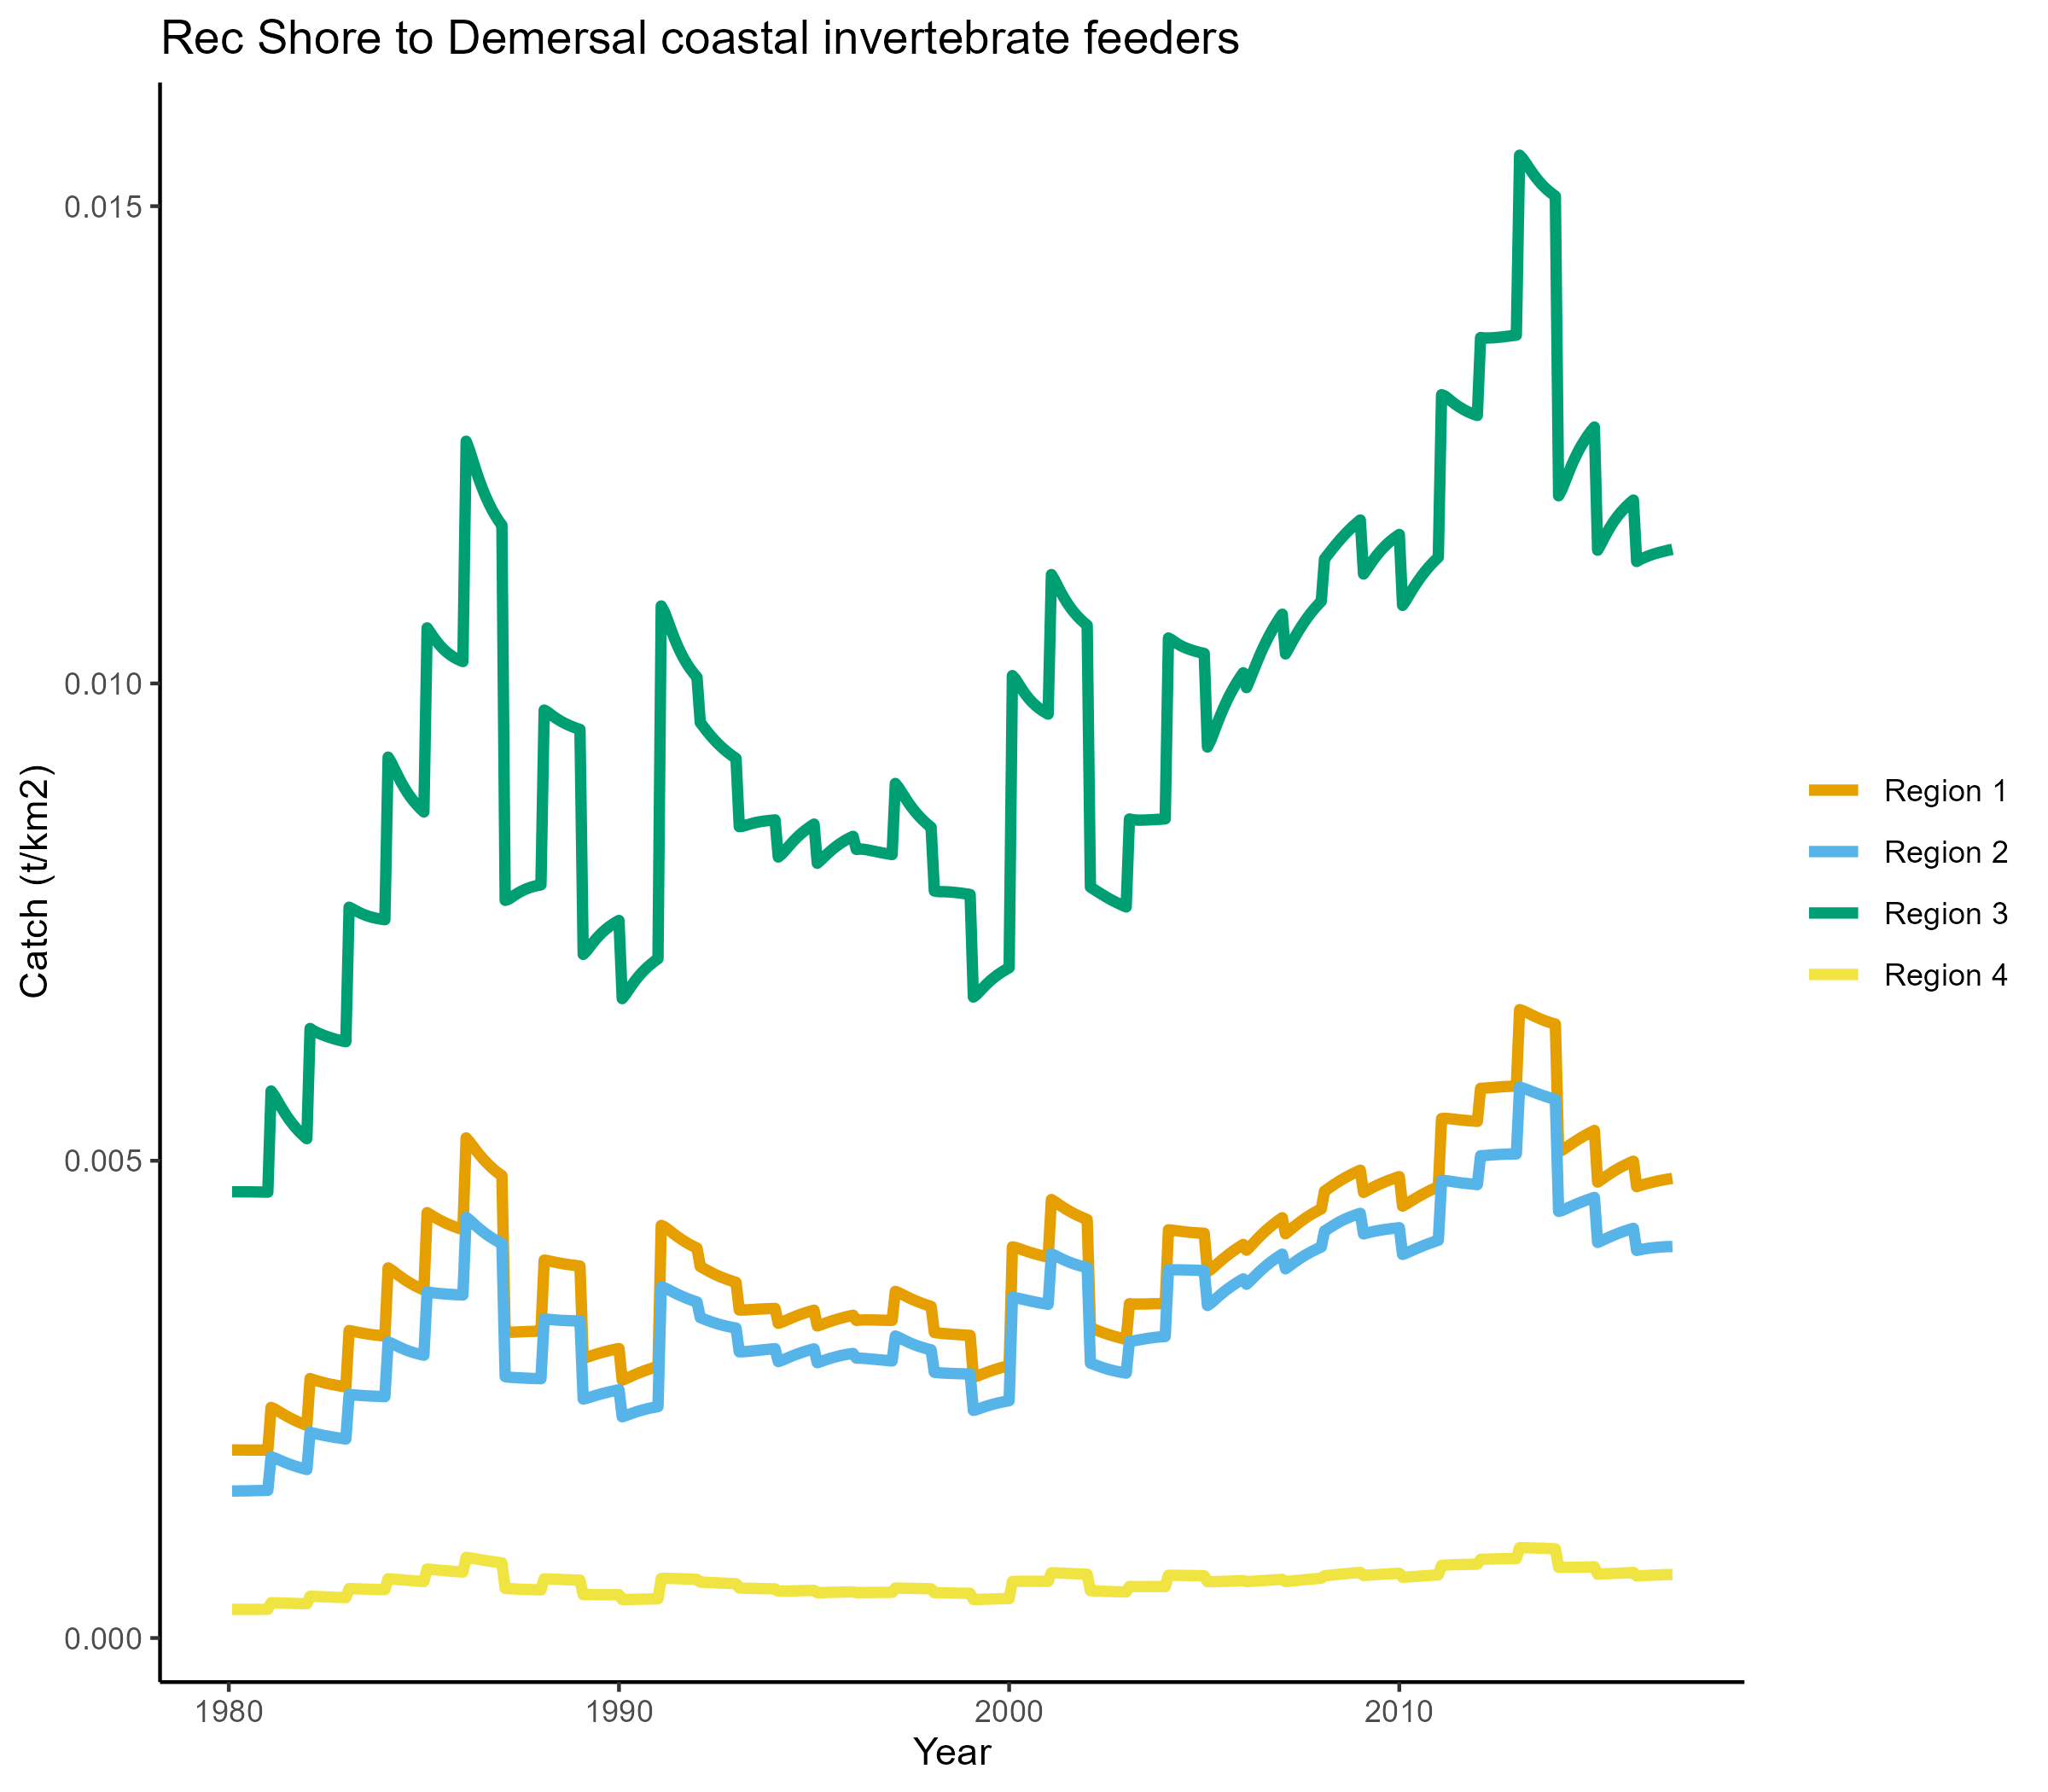 Rec Shore to Demersal coastal invertebrate feeders
Catch (t/km2)
0.015
0.010
0.005
0.000
1980
1990
2000
2010
Year
Region 1
Region 2
Region 3
Region 4